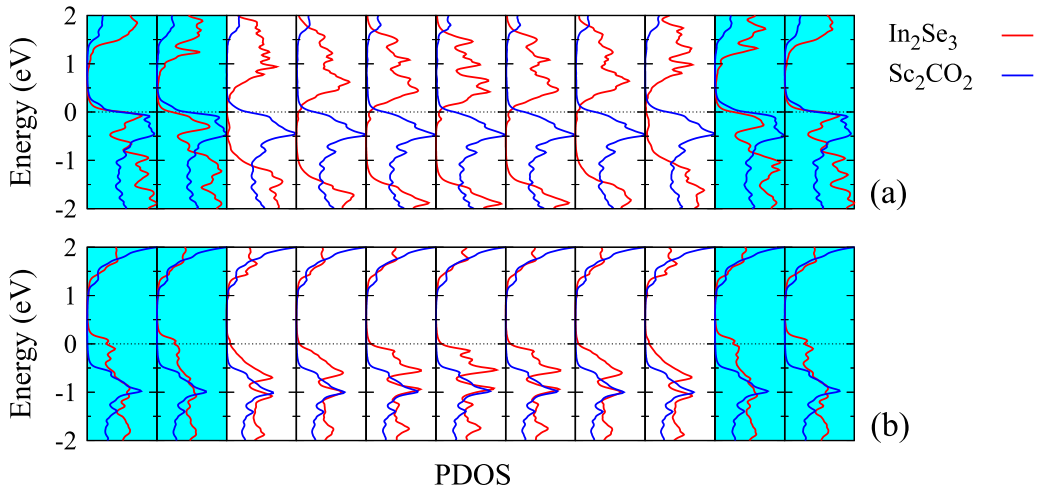 2
1
0
-1
-2
Energy (eV)
(a)
In₂Se₃
Sc₂CO₂
2
1
0
-1
-2
Energy (eV)
(b)
PDOS